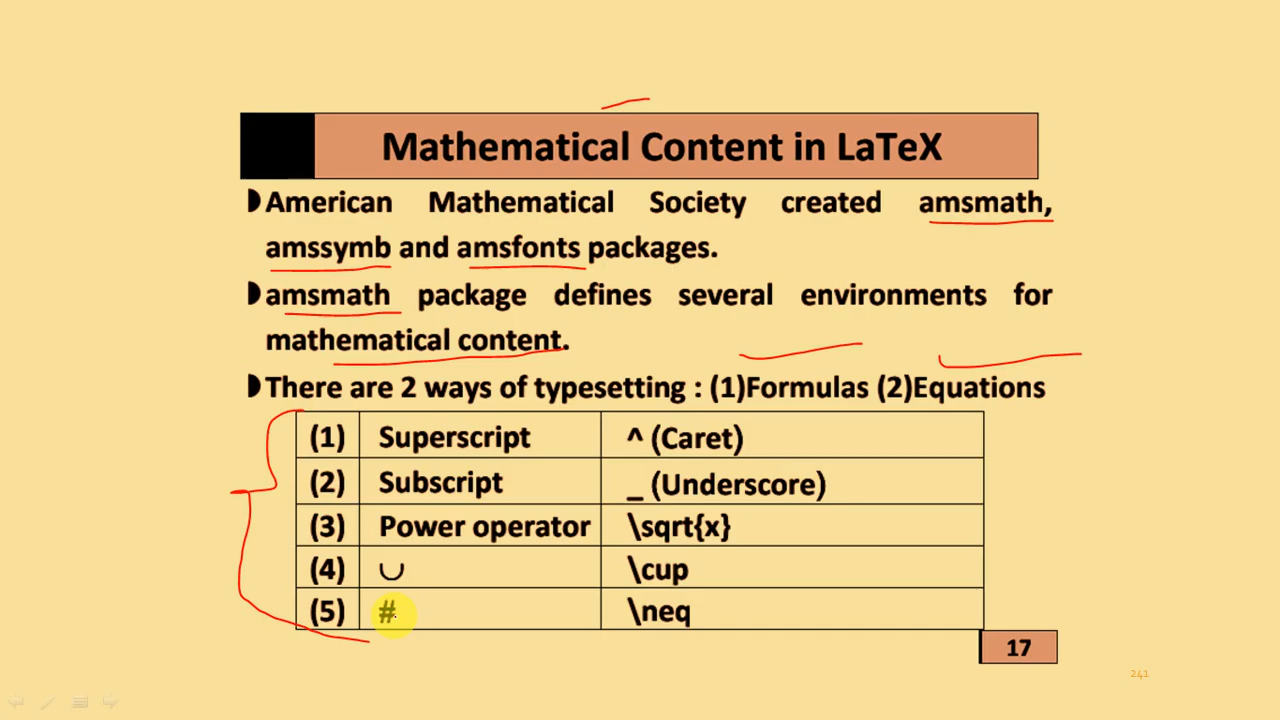 Mathematical Content in LaTeX
American Mathematical Society created amsmath,
amssymb and amsfonts packages.
amsmath package defines several environments for
mathematical content.
There are 2 ways of typesetting : (1)Formulas (2)Equations
(1) Superscript ^ (Caret)
(2) Subscript _ (Underscore)
(3) Power operator \sqrt{x}
(4) ∪ \cup
(5) # \neq
17
241